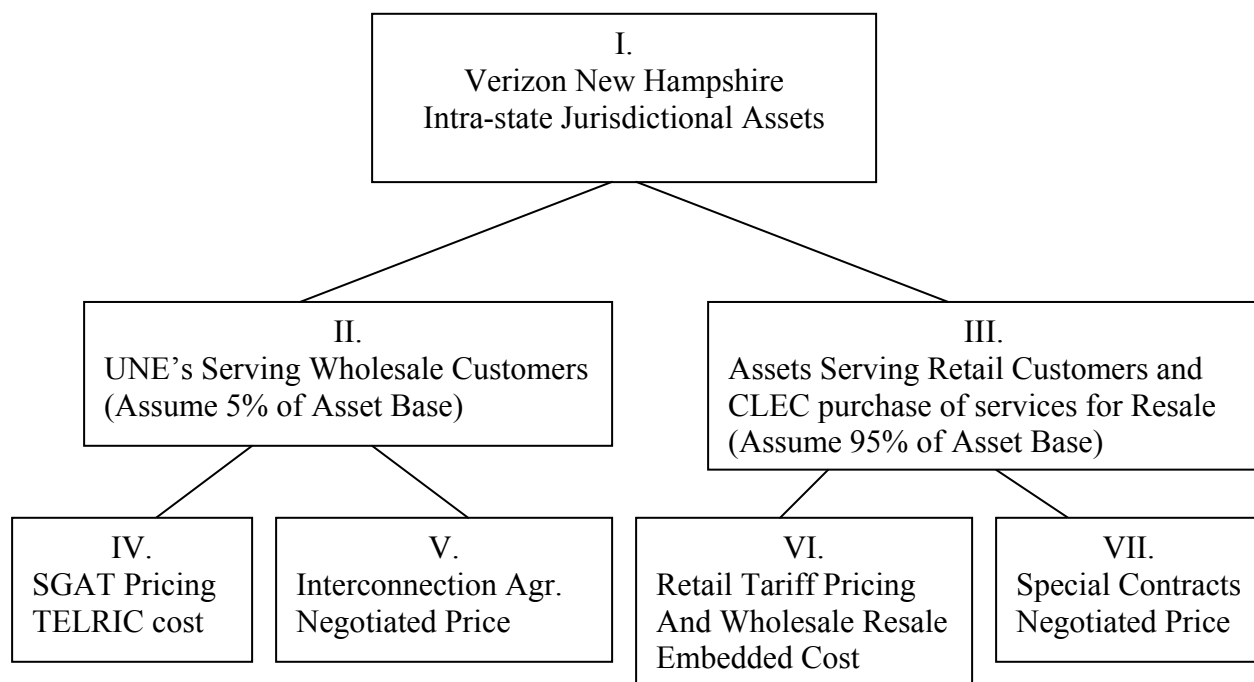 I.
Verizon New Hampshire
Intra-state Jurisdictional Assets
II.
UNE's Serving Wholesale Customers
(Assume 5% of Asset Base)
III.
Assets Serving Retail Customers and
CLEC purchase of services for Resale
(Assume 95% of Asset Base)
IV.
SGAT Pricing
TELRIC cost
V.
Interconnection Agr.
Negotiated Price
VI.
Retail Tariff Pricing
And Wholesale Resale
Embedded Cost
VII.
Special Contracts
Negotiated Price